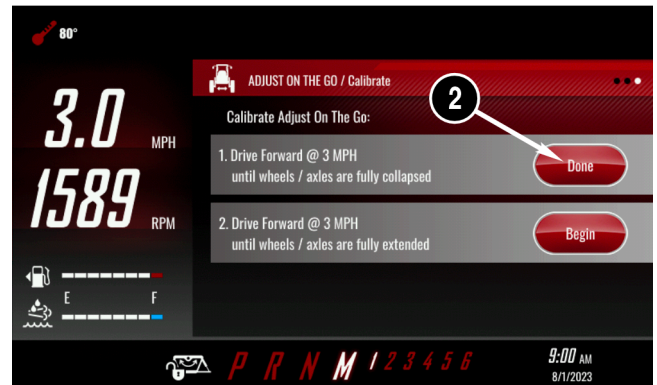 80°
ADJUST ON THE GO / Calibrate
2
3.0 MPH
Calibrate Adjust On The Go:
1. Drive Forward @ 3 MPH
until wheels / axles are fully collapsed
Done
1589 RPM
2. Drive Forward @ 3 MPH
until wheels / axles are fully extended
Begin
E F
P R N M 1 2 3 4 5 6
9:00 AM
8/1/2023